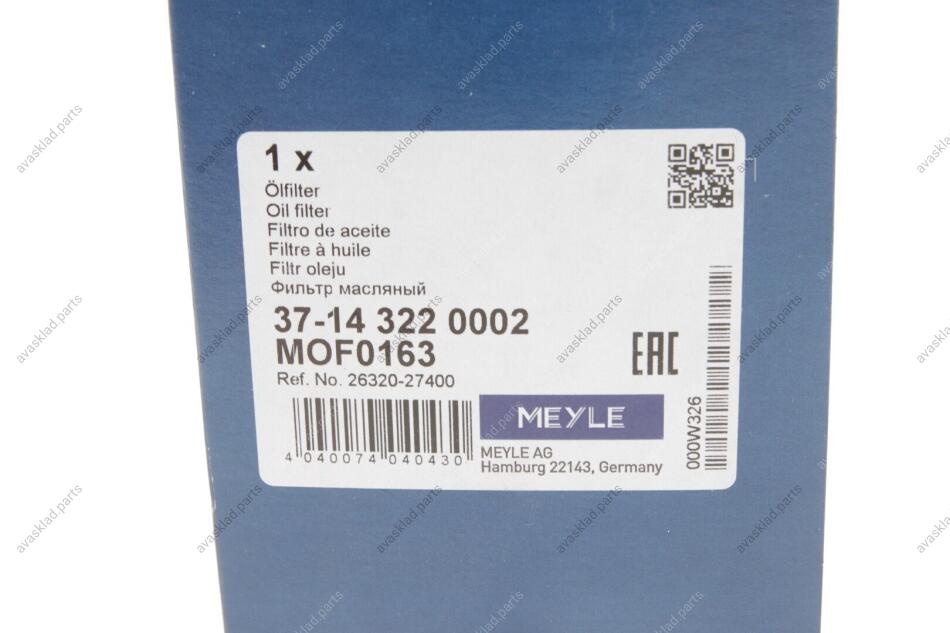 1 x
Ölfilter
Oil filter
Filtro de aceite
Filtre à huile
Filtr oleju
Фильтр масляный
37-14 322 0002
MOF0163
Ref. No. 26320-27400
EAC
4 040074 040430
MEYLE
MEYLE AG
Hamburg 22143, Germany
000W326
avasklad.parts